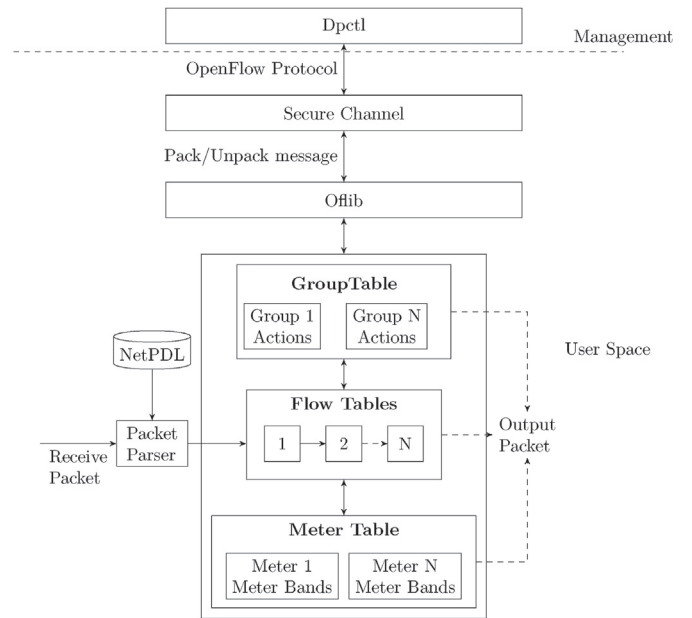 Dpctl
Management
OpenFlow Protocol
Secure Channel
Pack/Unpack message
Oflib
GroupTable
Group 1
Actions
Group N
Actions
NetPDL
User Space
Flow Tables
1
2
N
Output
Packet
Packet
Parser
Receive
Packet
Meter Table
Meter 1
Meter Bands
Meter N
Meter Bands